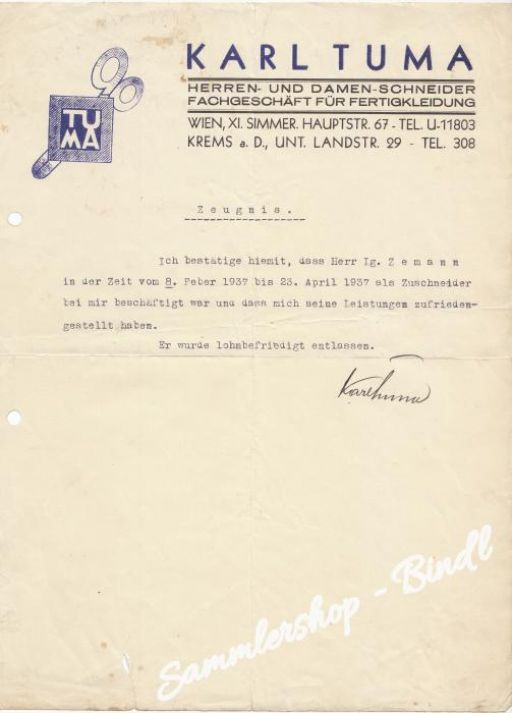 KARL TUMA
HERREN- UND DAMEN-SCHNEIDER
FACHGESCHÄFT FÜR FERTIGKLEIDUNG
WIEN, XI. SIMMER. HAUPTSTR. 67 - TEL. U-11803
KREMS a. D., UNT. LANDSTR. 29 - TEL. 308
TU
MA
Zeugnis.
Ich bestätige hiemit, dass Herr Ig. Z e m a n n
in der Zeit vom 8. Feber 1937 bis 23. April 1937 als Zuschneider
bei mir beschäftigt war und dass mich seine Leistungen zufrieden-
gestellt haben.
Er wurde lohnbefriedigt entlassen.
Karl Tuma
Sammlershop - Bindl